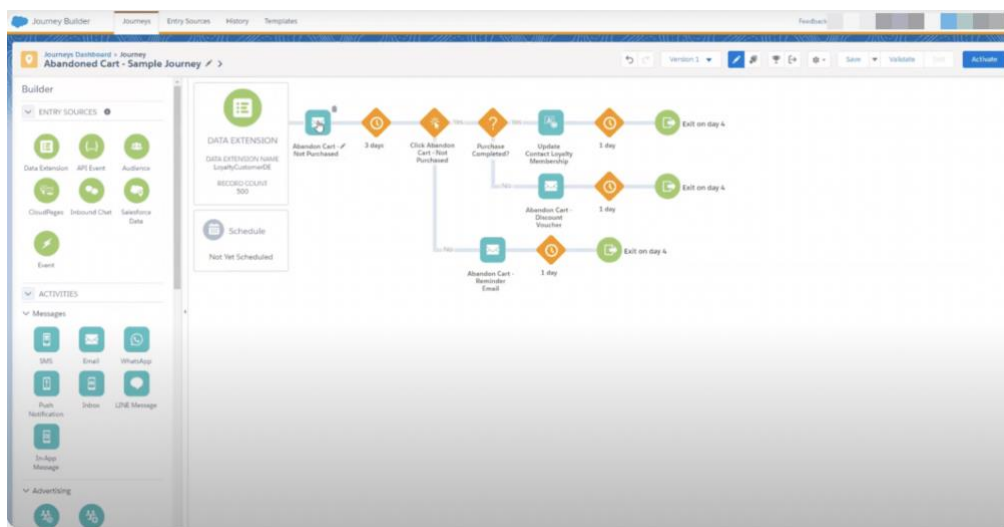 Journey Builder
Journeys
Entry Sources
History
Templates
Feedback
Journeys Dashboard > Journey
Abandoned Cart - Sample Journey
Version 1
Save
Validate
Activate
Builder
ENTRY SOURCES
Data Extension
API Event
Audience
CloudPages
Inbound Chat
Salesforce
Data
Event
ACTIVITIES
Messages
SMS
Email
WhatsApp
Push
Notification
Inbox
LINE Message
In-App
Message
Advertising
DATA EXTENSION
DATA EXTENSION NAME
LoyaltyCustomerDE
RECORD COUNT
300
Schedule
Not Yet Scheduled
Abandon Cart -
Not Purchased
3 days
Click Abandon
Cart - Not
Purchased
Yes
Purchase
Completed?
Yes
Update
Contact Loyalty
Membership
1 day
Exit on day 4
No
Abandon Cart -
Discount
Voucher
1 day
Exit on day 4
No
Abandon Cart -
Reminder
Email
1 day
Exit on day 4